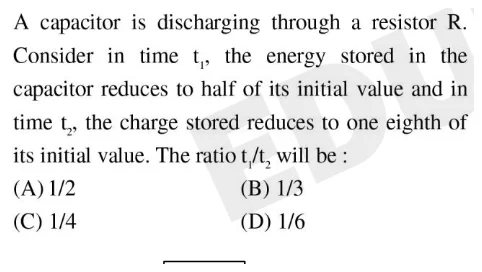 A capacitor is discharging through a resistor R.
Consider in time t₁, the energy stored in the
capacitor reduces to half of its initial value and in
time t₂, the charge stored reduces to one eighth of
its initial value. The ratio t₁/t₂ will be :
(A) 1/2 (B) 1/3
(C) 1/4 (D) 1/6
EDU